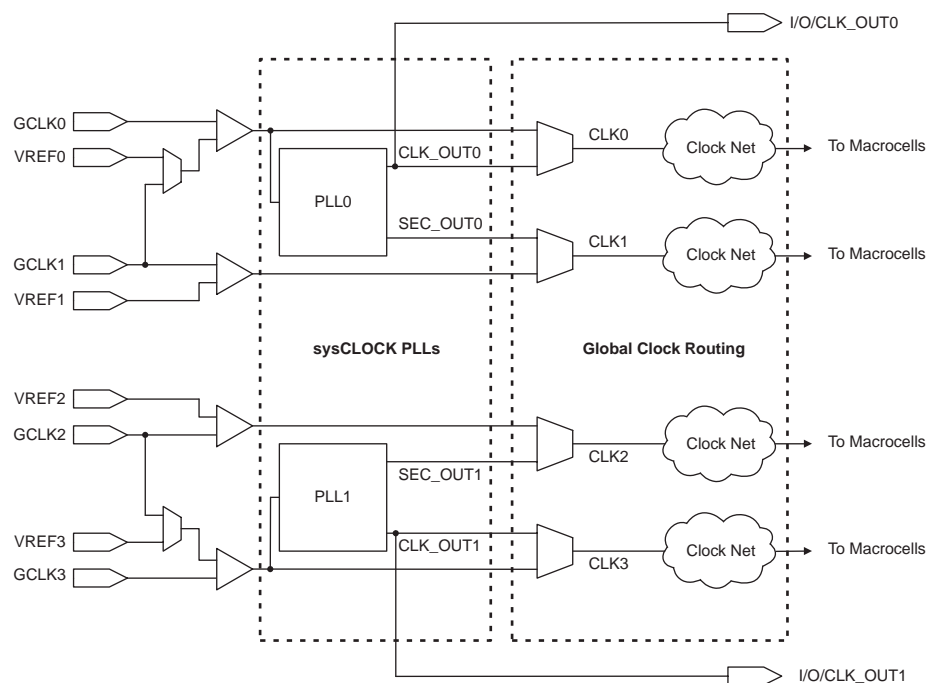 I/O/CLK_OUT0
GCLK0
VREF0
CLK_OUT0
CLK0
Clock Net
To Macrocells
PLL0
SEC_OUT0
GCLK1
VREF1
CLK1
Clock Net
To Macrocells
sysCLOCK PLLs
Global Clock Routing
VREF2
GCLK2
CLK2
Clock Net
To Macrocells
SEC_OUT1
PLL1
VREF3
GCLK3
CLK_OUT1
CLK3
Clock Net
To Macrocells
I/O/CLK_OUT1